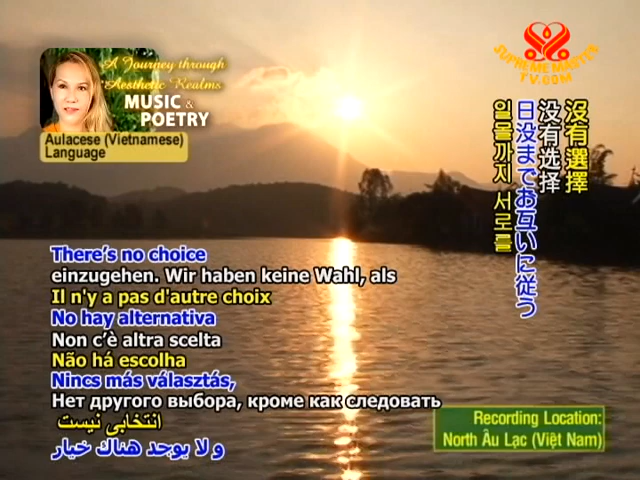 A Journey through
Aesthetic Realms
MUSIC &
POETRY
Aulacese (Vietnamese)
Language
SUPREME MASTER
TV.COM
沒有選擇
没有选择
日没までお互いに従う
일몰까지 서로를
There's no choice
einzugehen. Wir haben keine Wahl, als
Il n'y a pas d'autre choix
No hay alternativa
Non c'è altra scelta
Não há escolha
Nincs más választás,
Нет другого выбора, кроме как следовать
انتخابی نیست
و لا يوجد هناك خيار
Recording Location:
North Âu Lạc (Việt Nam)